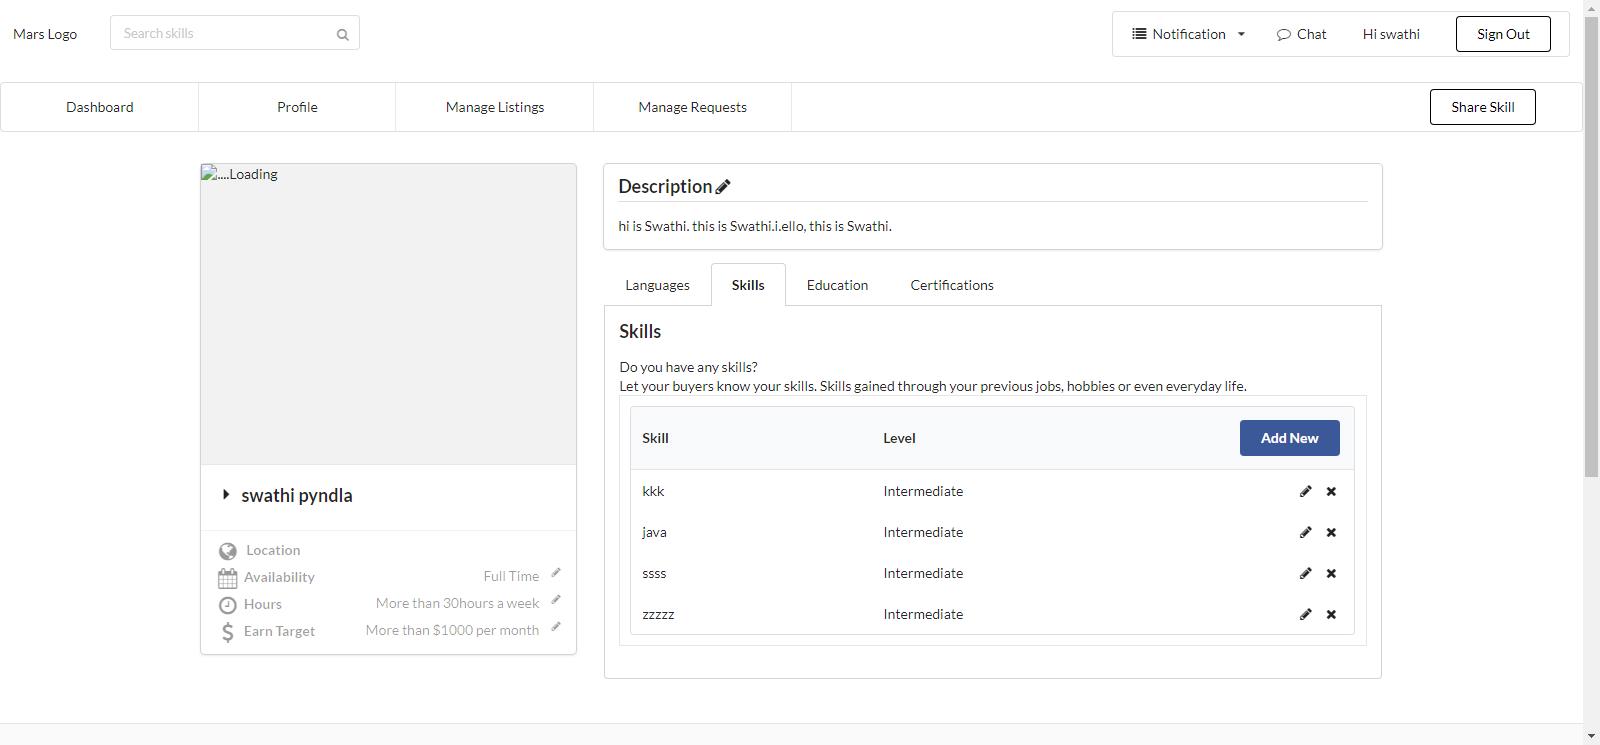 Mars Logo
Search skills
Notification
Chat
Hi swathi
Sign Out
Dashboard
Profile
Manage Listings
Manage Requests
Share Skill
....Loading
swathi pyndla
Location
Availability Full Time
Hours More than 30hours a week
Earn Target More than $1000 per month
Description
hi is Swathi. this is Swathi.i.ello, this is Swathi.
Languages
Skills
Education
Certifications
Skills
Do you have any skills?
Let your buyers know your skills. Skills gained through your previous jobs, hobbies or even everyday life.
Skill Level Add New
kkk Intermediate
java Intermediate
ssss Intermediate
zzzzz Intermediate